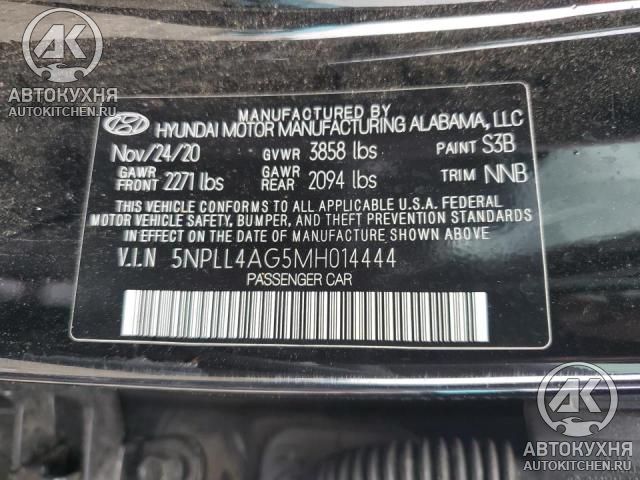 AK
АВТОКУХНЯ
AUTOKITCHEN.RU
MANUFACTURED BY
HYUNDAI MOTOR MANUFACTURING ALABAMA, LLC
Nov/24/20 GVWR 3858 lbs PAINT S3B
GAWR FRONT 2271 lbs GAWR REAR 2094 lbs TRIM NNB
THIS VEHICLE CONFORMS TO ALL APPLICABLE U.S.A. FEDERAL
MOTOR VEHICLE SAFETY, BUMPER, AND THEFT PREVENTION STANDARDS
IN EFFECT ON THE DATE OF MANUFACTURE SHOWN ABOVE.
V.I.N 5NPLL4AG5MH014444
PASSENGER CAR
AK
АВТОКУХНЯ
AUTOKITCHEN.RU